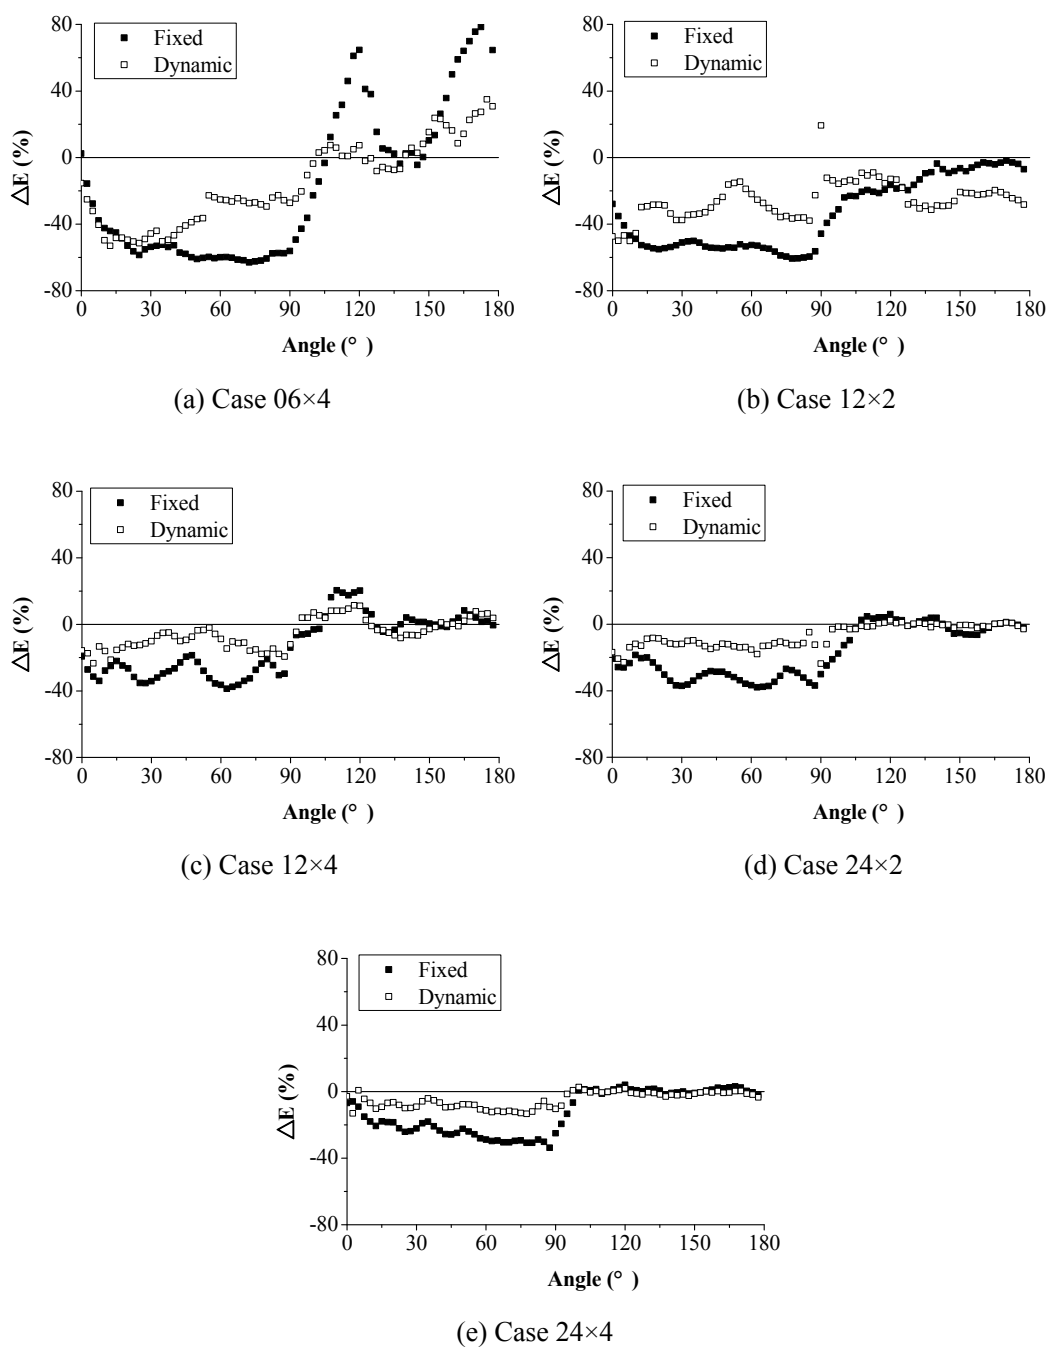 80
Fixed
Dynamic
40
0
-40
-80
0 30 60 90 120 150 180
ΔE (%)
Angle (° )
(a) Case 06×4
80
Fixed
Dynamic
40
0
-40
-80
0 30 60 90 120 150 180
ΔE (%)
Angle (° )
(b) Case 12×2
80
Fixed
Dynamic
40
0
-40
-80
0 30 60 90 120 150 180
ΔE (%)
Angle (° )
(c) Case 12×4
80
Fixed
Dynamic
40
0
-40
-80
0 30 60 90 120 150 180
ΔE (%)
Angle (° )
(d) Case 24×2
80
Fixed
Dynamic
40
0
-40
-80
0 30 60 90 120 150 180
ΔE (%)
Angle (° )
(e) Case 24×4